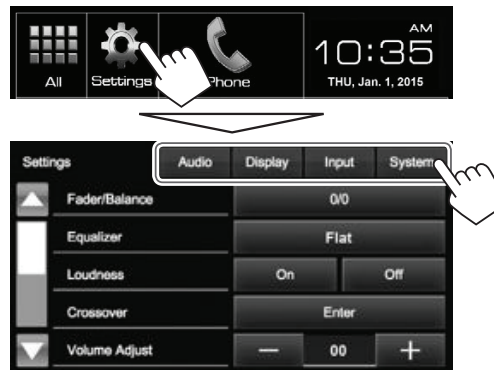 AM
10:35
All Settings Phone THU, Jan. 1, 2015
Settings Audio Display Input System
Fader/Balance 0/0
Equalizer Flat
Loudness On Off
Crossover Enter
Volume Adjust — 00 +